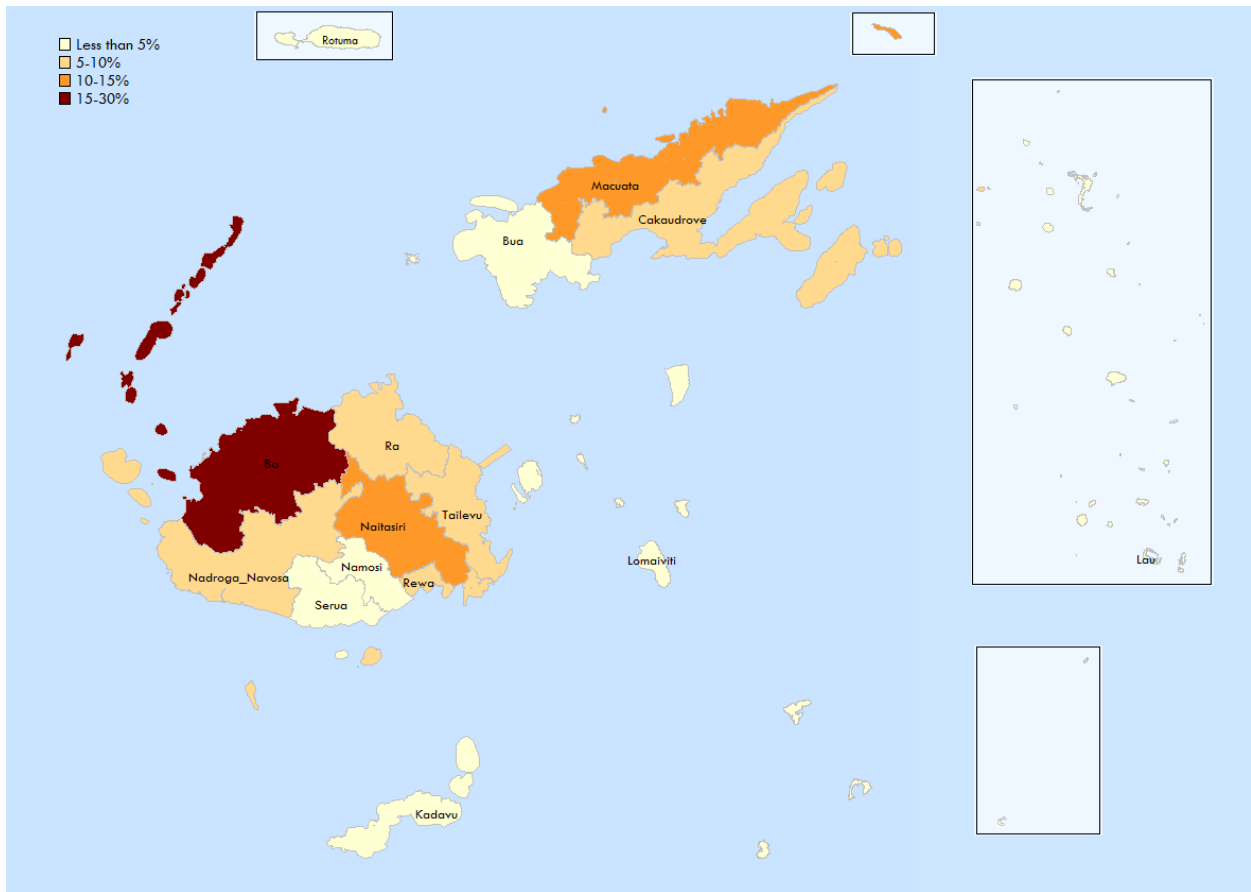 Rotuma
Less than 5%
5-10%
10-15%
15-30%
Macuata
Cakaudrove
Bua
Ra
Ba
Tailevu
Naitasiri
Lomaiviti
Lau
Namosi
Nadroga_Navosa
Rewa
Serua
Kadavu